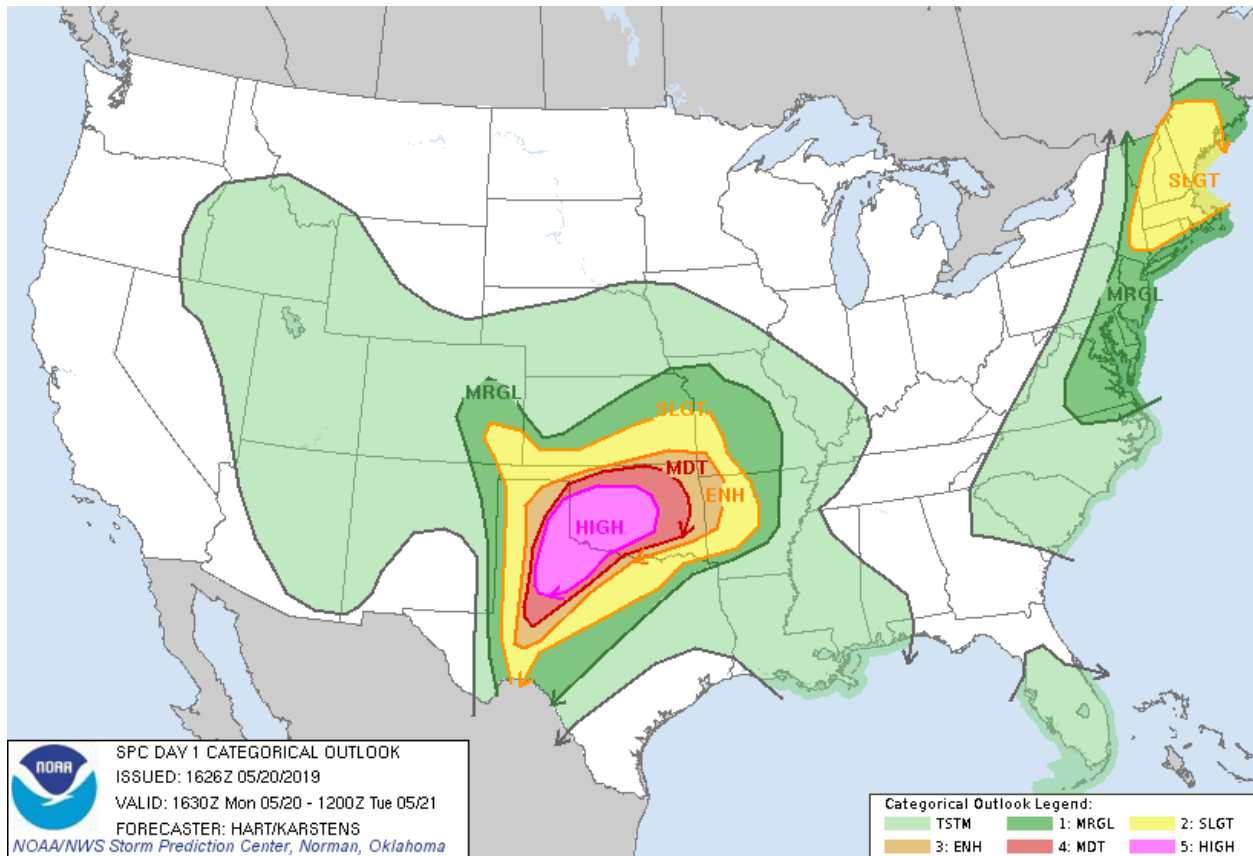 SLGT
MRGL
MRGL
SLGT
MDT
ENH
HIGH
SPC DAY 1 CATEGORICAL OUTLOOK
ISSUED: 1626Z 05/20/2019
VALID: 1630Z Mon 05/20 - 1200Z Tue 05/21
FORECASTER: HART/KARSTENS
NOAA/NWS Storm Prediction Center, Norman, Oklahoma
NOAA
Categorical Outlook Legend:
TSTM 1: MRGL 2: SLGT
3: ENH 4: MDT 5: HIGH